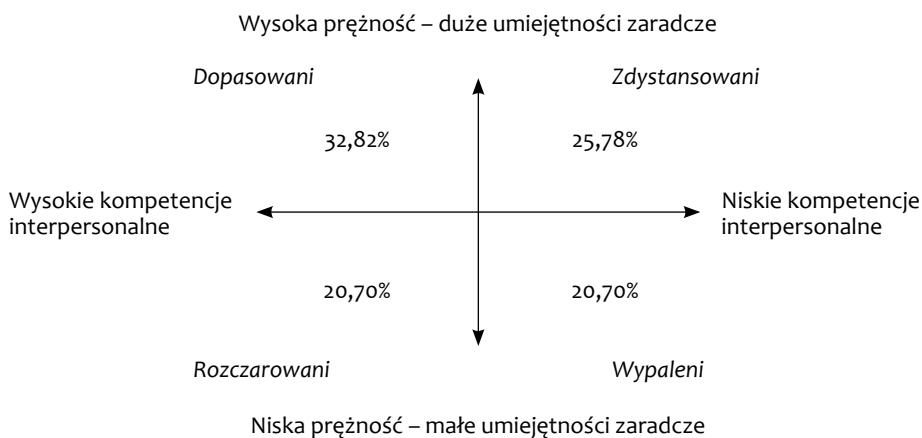 Wysoka prężność – duże umiejętności zaradcze
Dopasowani
Zdystansowani
32,82%
25,78%
Wysokie kompetencje
interpersonalne
Niskie kompetencje
interpersonalne
20,70%
20,70%
Rozczarowani
Wypaleni
Niska prężność – małe umiejętności zaradcze